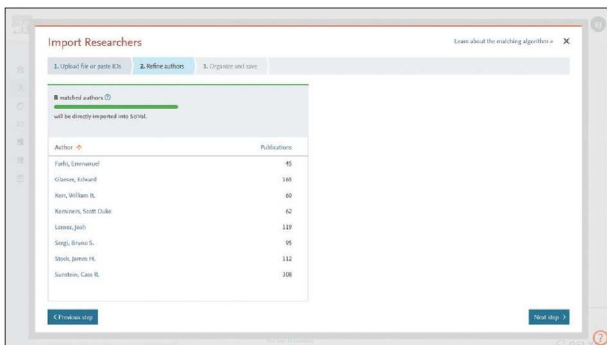 Import Researchers
Learn about the matching algorithm »
X
1. Upload file or paste IDs
2. Refine authors
3. Organize and save
8 matched authors
will be directly imported into SciVal.
Author
Publications
Farhi, Emmanuel 45
Glaeser, Edward
Kerr, William R. 60
Kominers, Scott Duke 62
Lerner, Josh 119
Sergi, Bruno S. 95
Stock, James H. 112
Sunstein, Cass R. 308
< Previous step
Next step >
?